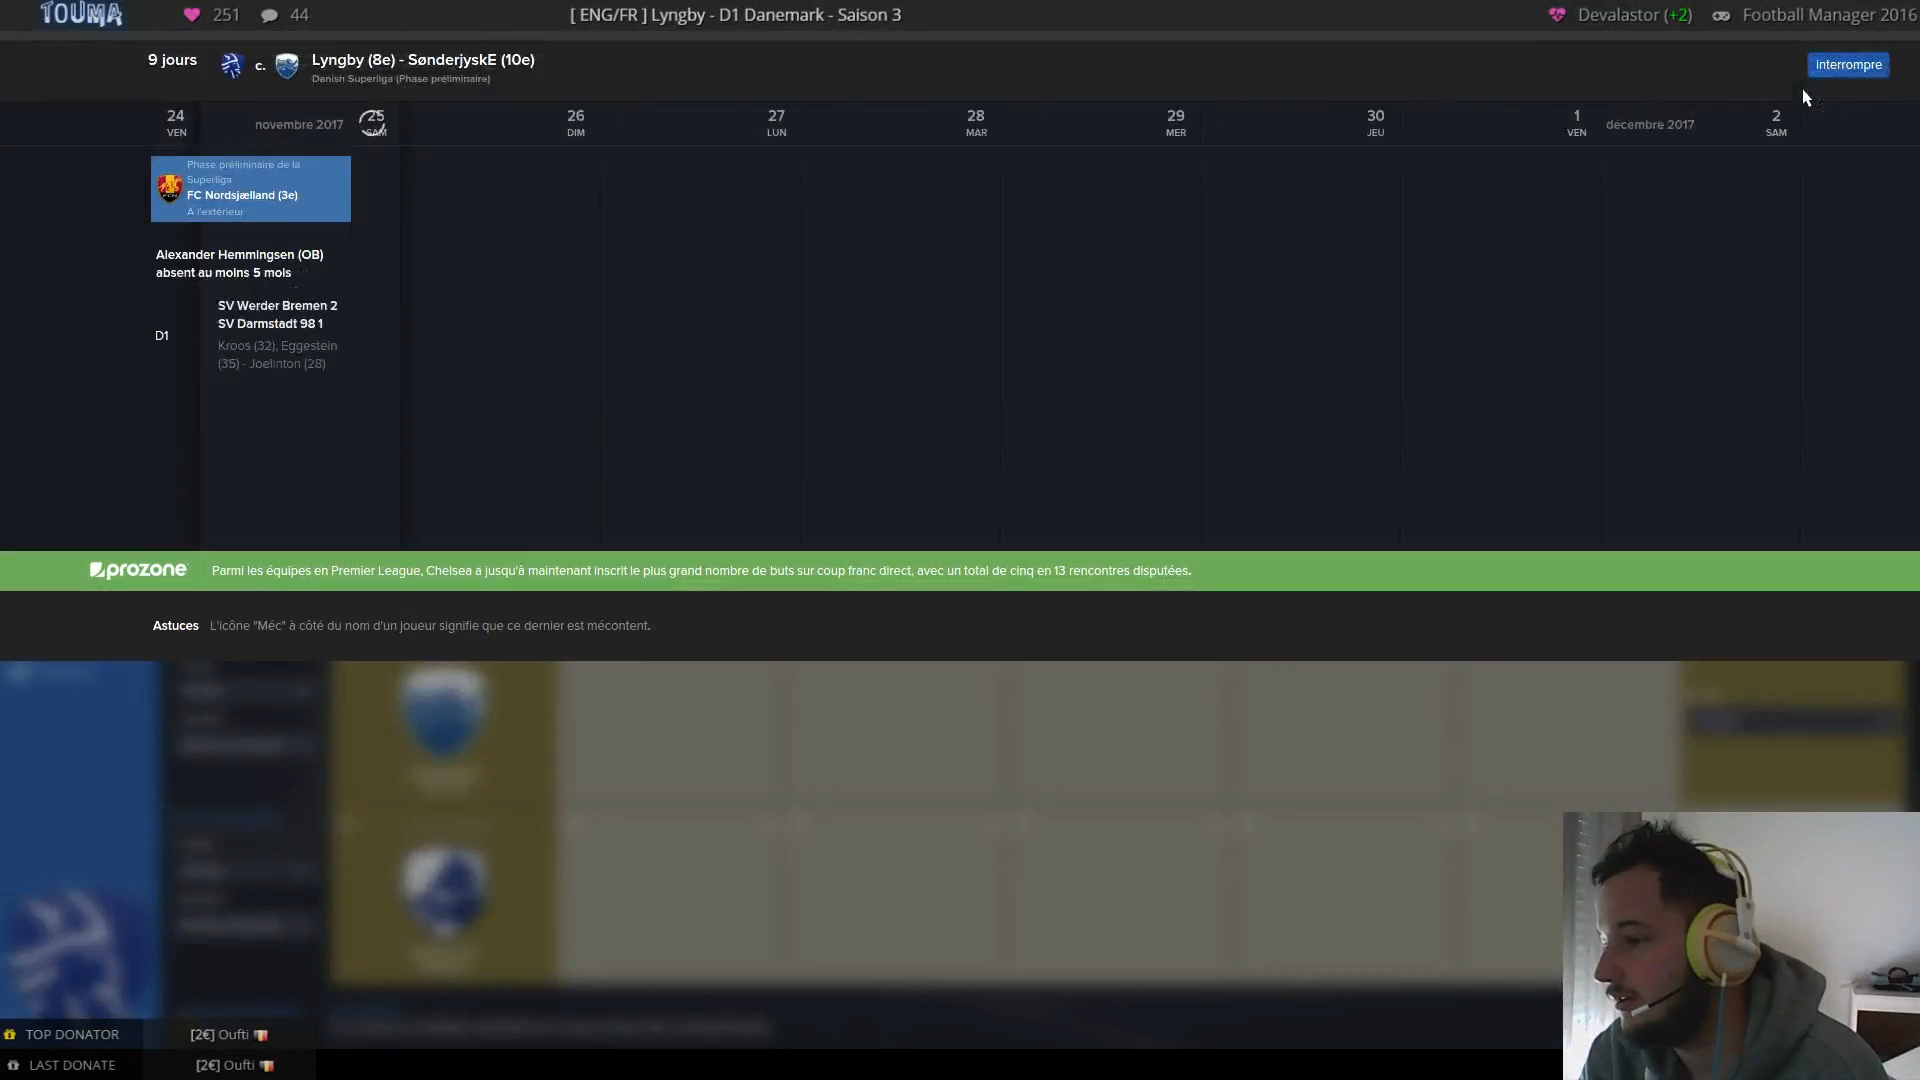 TOUMA
251
44
[ ENG/FR ] Lyngby - D1 Danemark - Saison 3
Devalastor (+2)
Football Manager 2016
9 jours
c.
Lyngby (8e) - SønderjyskE (10e)
Danish Superliga (Phase préliminaire)
interrompre
24
VEN
novembre 2017
25
SAM
26
DIM
27
LUN
28
MAR
29
MER
30
JEU
1
VEN
décembre 2017
2
SAM
Phase préliminaire de la
Superliga
FC Nordsjælland (3e)
A l'extérieur
Alexander Hemmingsen (OB)
absent au moins 5 mois
D1
SV Werder Bremen 2
SV Darmstadt 98 1
Kroos (32), Eggestein
(35) - Joelinton (28)
prozone
Parmi les équipes en Premier League, Chelsea a jusqu'à maintenant inscrit le plus grand nombre de buts sur coup franc direct, avec un total de cinq en 13 rencontres disputées.
Astuces
L'icône "Méc" à côté du nom d'un joueur signifie que ce dernier est mécontent.
TOP DONATOR
[2€] Oufti
LAST DONATE
[2€] Oufti